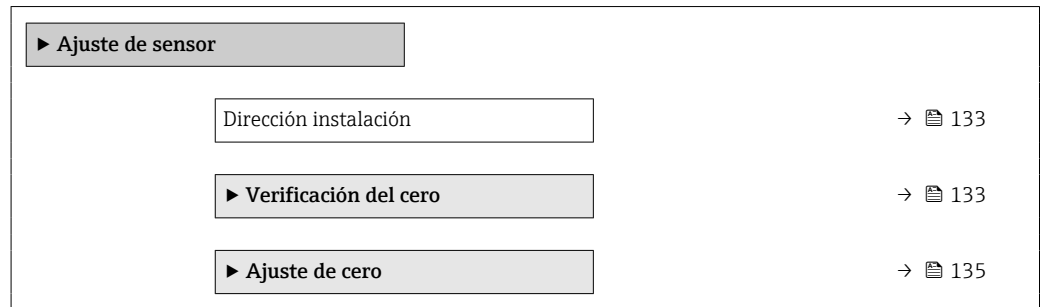 ▶ Ajuste de sensor
Dirección instalación → 133
▶ Verificación del cero → 133
▶ Ajuste de cero → 135